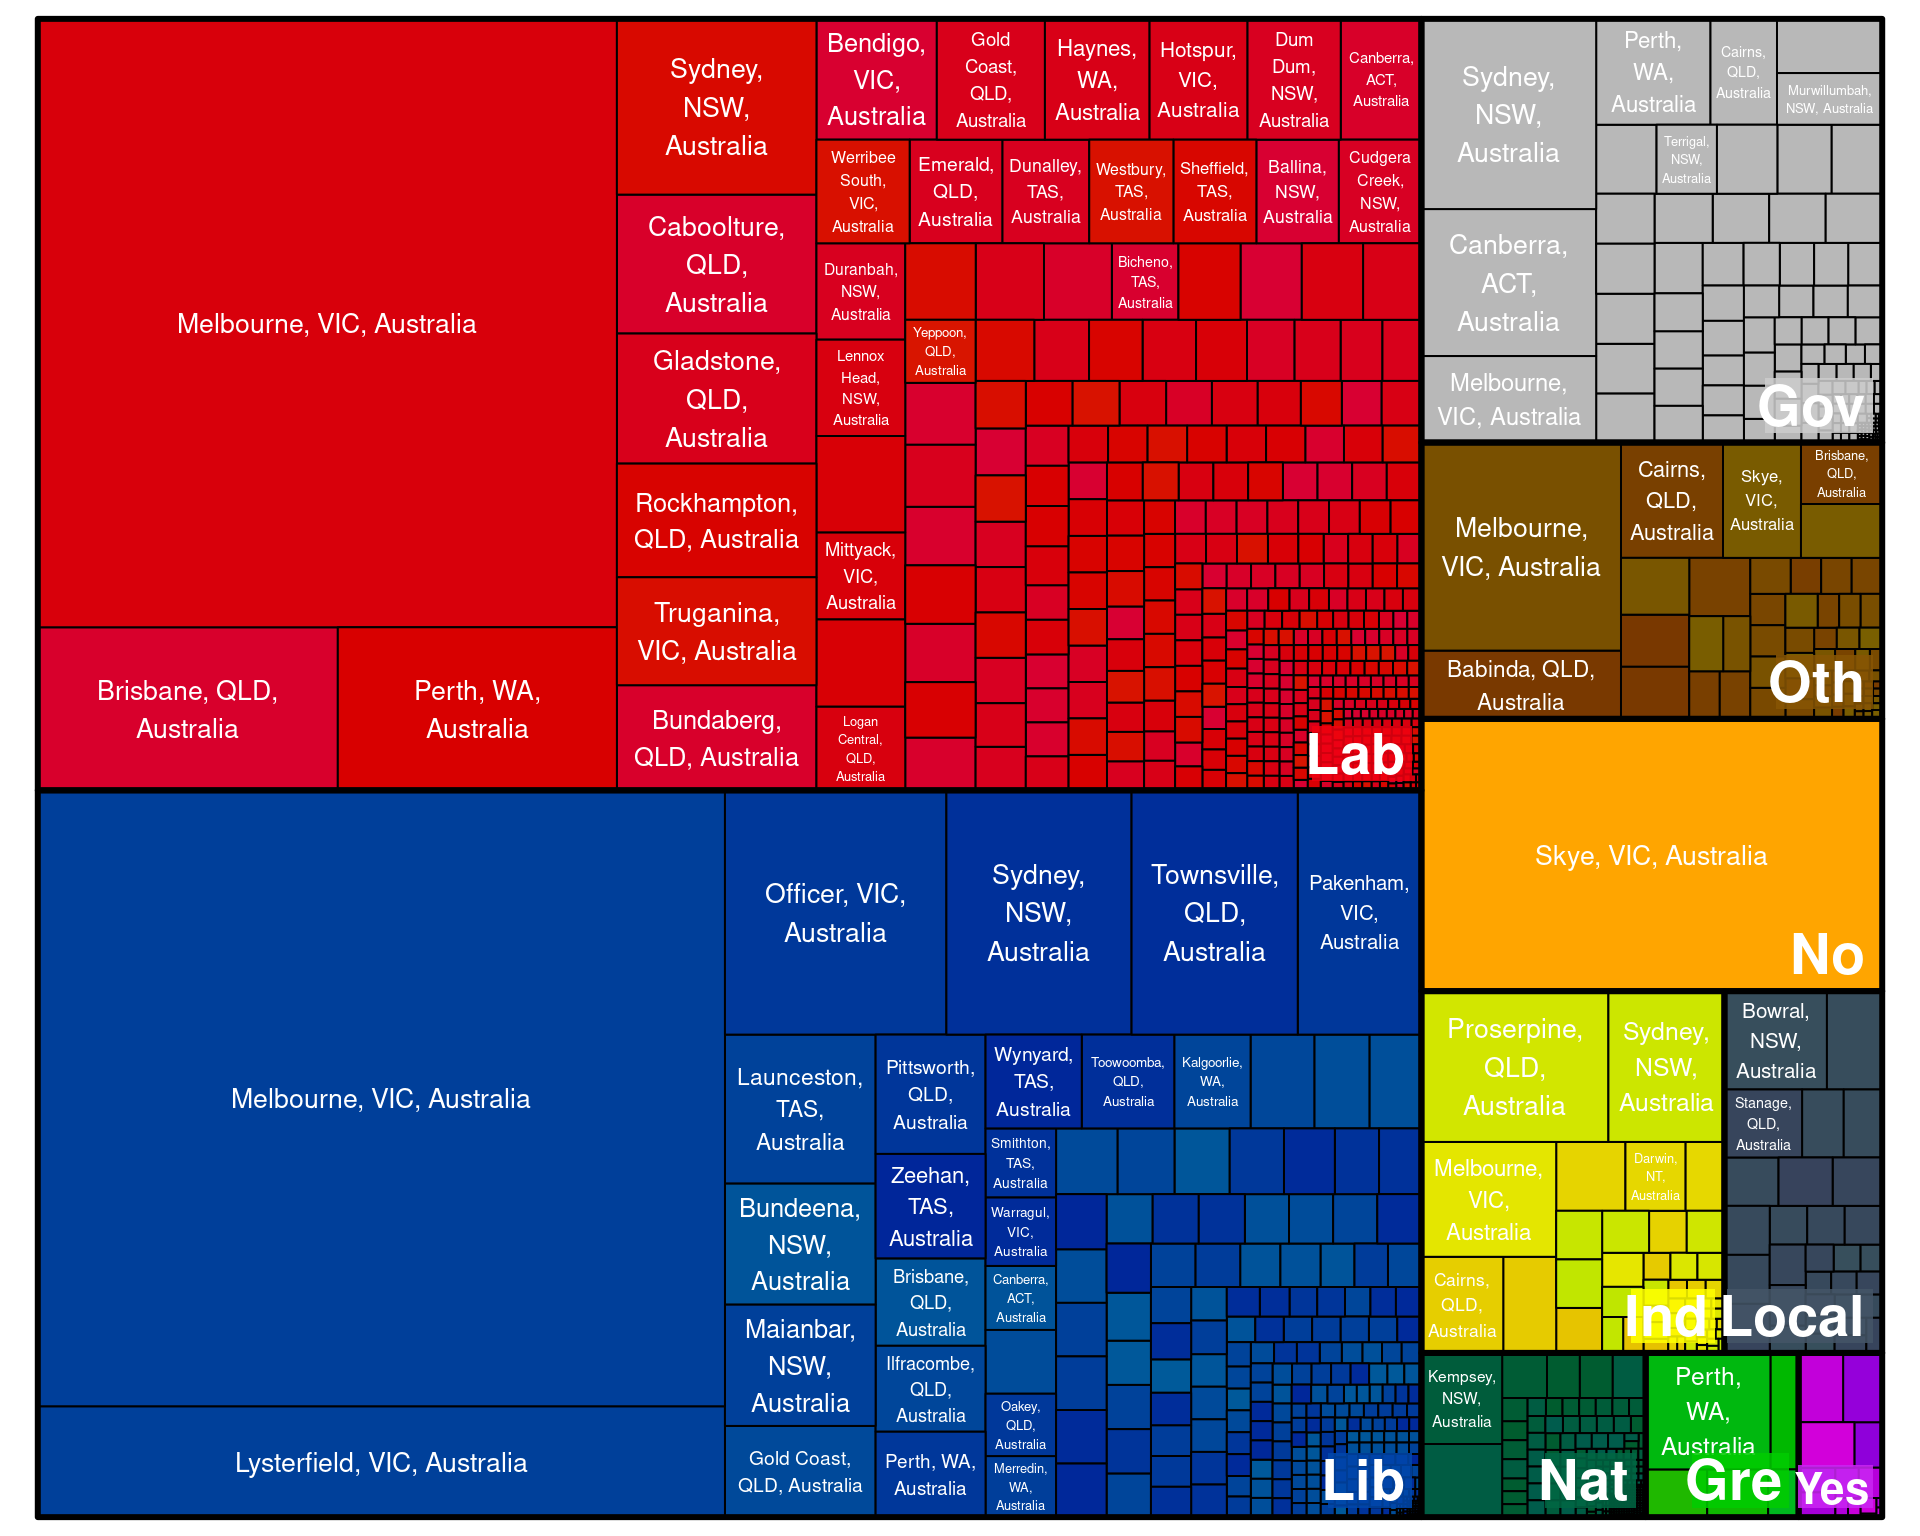 Melbourne, VIC, Australia
Brisbane, QLD,
Australia
Perth, WA,
Australia
Sydney,
NSW,
Australia
Caboolture,
QLD,
Australia
Gladstone,
QLD,
Australia
Rockhampton,
QLD, Australia
Truganina,
VIC, Australia
Bundaberg,
QLD, Australia
Bendigo,
VIC,
Australia
Gold
Coast,
QLD,
Australia
Haynes,
WA,
Australia
Hotspur,
VIC,
Australia
Dum
Dum,
NSW,
Australia
Canberra,
ACT,
Australia
Werribee
South,
VIC,
Australia
Emerald,
QLD,
Australia
Dunalley,
TAS,
Australia
Westbury,
TAS,
Australia
Sheffield,
TAS,
Australia
Ballina,
NSW,
Australia
Cudgera
Creek,
NSW,
Australia
Duranbah,
NSW,
Australia
Bicheno,
TAS,
Australia
Lennox
Head,
NSW,
Australia
Yeppoon,
QLD,
Australia
Mittyack,
VIC,
Australia
Logan
Central,
QLD,
Australia
Lab
Melbourne, VIC, Australia
Lysterfield, VIC, Australia
Officer, VIC,
Australia
Sydney,
NSW,
Australia
Townsville,
QLD,
Australia
Pakenham,
VIC,
Australia
Launceston,
TAS,
Australia
Bundeena,
NSW,
Australia
Maianbar,
NSW,
Australia
Gold Coast,
QLD, Australia
Pittsworth,
QLD,
Australia
Zeehan,
TAS,
Australia
Brisbane,
QLD,
Australia
Ilfracombe,
QLD,
Australia
Perth, WA,
Australia
Wynyard,
TAS,
Australia
Toowoomba,
QLD,
Australia
Kalgoorlie,
WA,
Australia
Smithton,
TAS,
Australia
Warragul,
VIC,
Australia
Canberra,
ACT,
Australia
Oakey,
QLD,
Australia
Merredin,
WA,
Australia
Lib
Sydney,
NSW,
Australia
Canberra,
ACT,
Australia
Melbourne,
VIC, Australia
Perth,
WA,
Australia
Cairns,
QLD,
Australia
Murwillumbah,
NSW, Australia
Terrigal,
NSW,
Australia
Gov
Melbourne,
VIC, Australia
Babinda, QLD,
Australia
Cairns,
QLD,
Australia
Skye,
VIC,
Australia
Brisbane,
QLD,
Australia
Oth
Skye, VIC, Australia
No
Proserpine,
QLD,
Australia
Sydney,
NSW,
Australia
Melbourne,
VIC,
Australia
Darwin,
NT,
Australia
Cairns,
QLD,
Australia
Ind
Bowral,
NSW,
Australia
Stanage,
QLD,
Australia
Local
Kempsey,
NSW,
Australia
Nat
Perth,
WA,
Australia
Gre
Yes